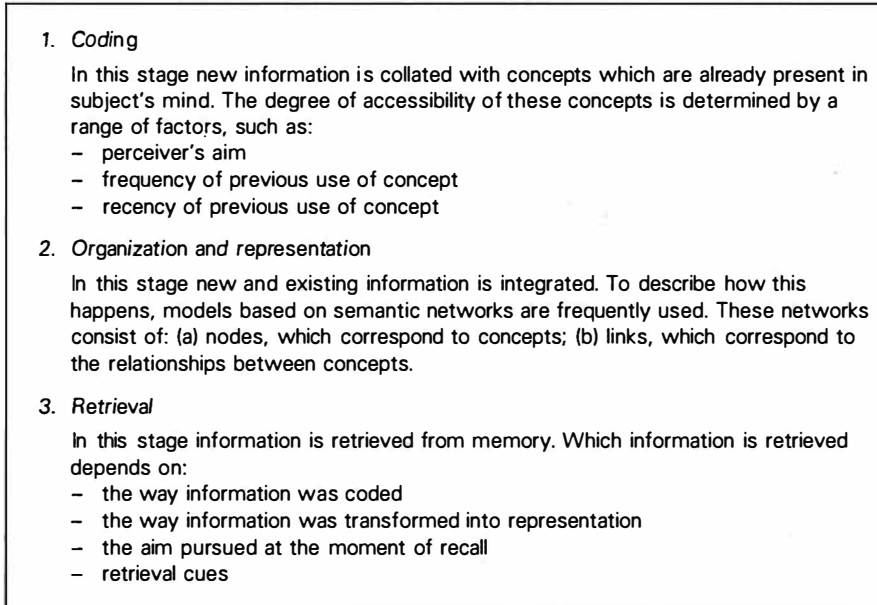 1. Coding
In this stage new information is collated with concepts which are already present in
subject's mind. The degree of accessibility of these concepts is determined by a
range of factors, such as:
– perceiver's aim
– frequency of previous use of concept
– recency of previous use of concept
2. Organization and representation
In this stage new and existing information is integrated. To describe how this
happens, models based on semantic networks are frequently used. These networks
consist of: (a) nodes, which correspond to concepts; (b) links, which correspond to
the relationships between concepts.
3. Retrieval
In this stage information is retrieved from memory. Which information is retrieved
depends on:
– the way information was coded
– the way information was transformed into representation
– the aim pursued at the moment of recall
– retrieval cues